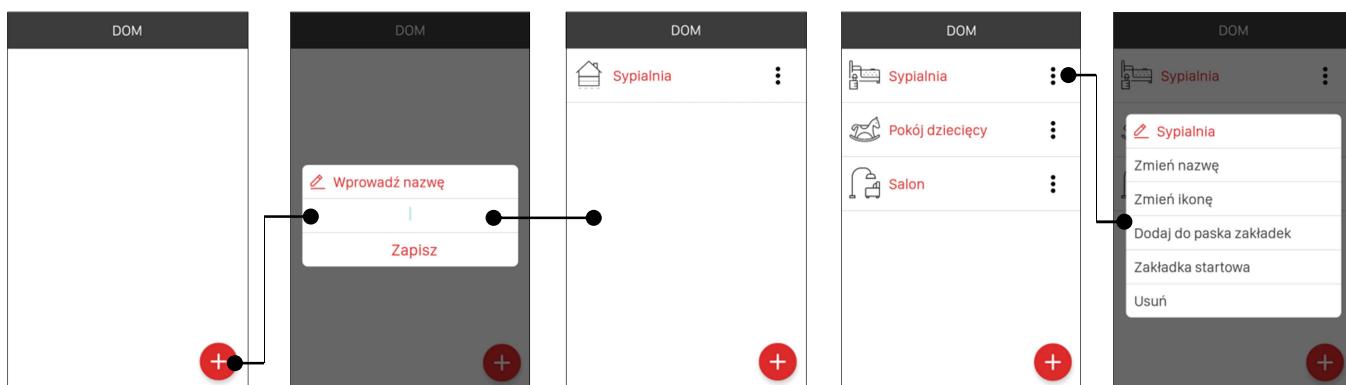 DOM
DOM
Wprowadź nazwę
Zapisz
DOM
Sypialnia
DOM
Sypialnia
Pokój dziecięcy
Salon
DOM
Sypialnia
Sypialnia
Zmień nazwę
Zmień ikonę
Dodaj do paska zakładek
Zakładka startowa
Usuń